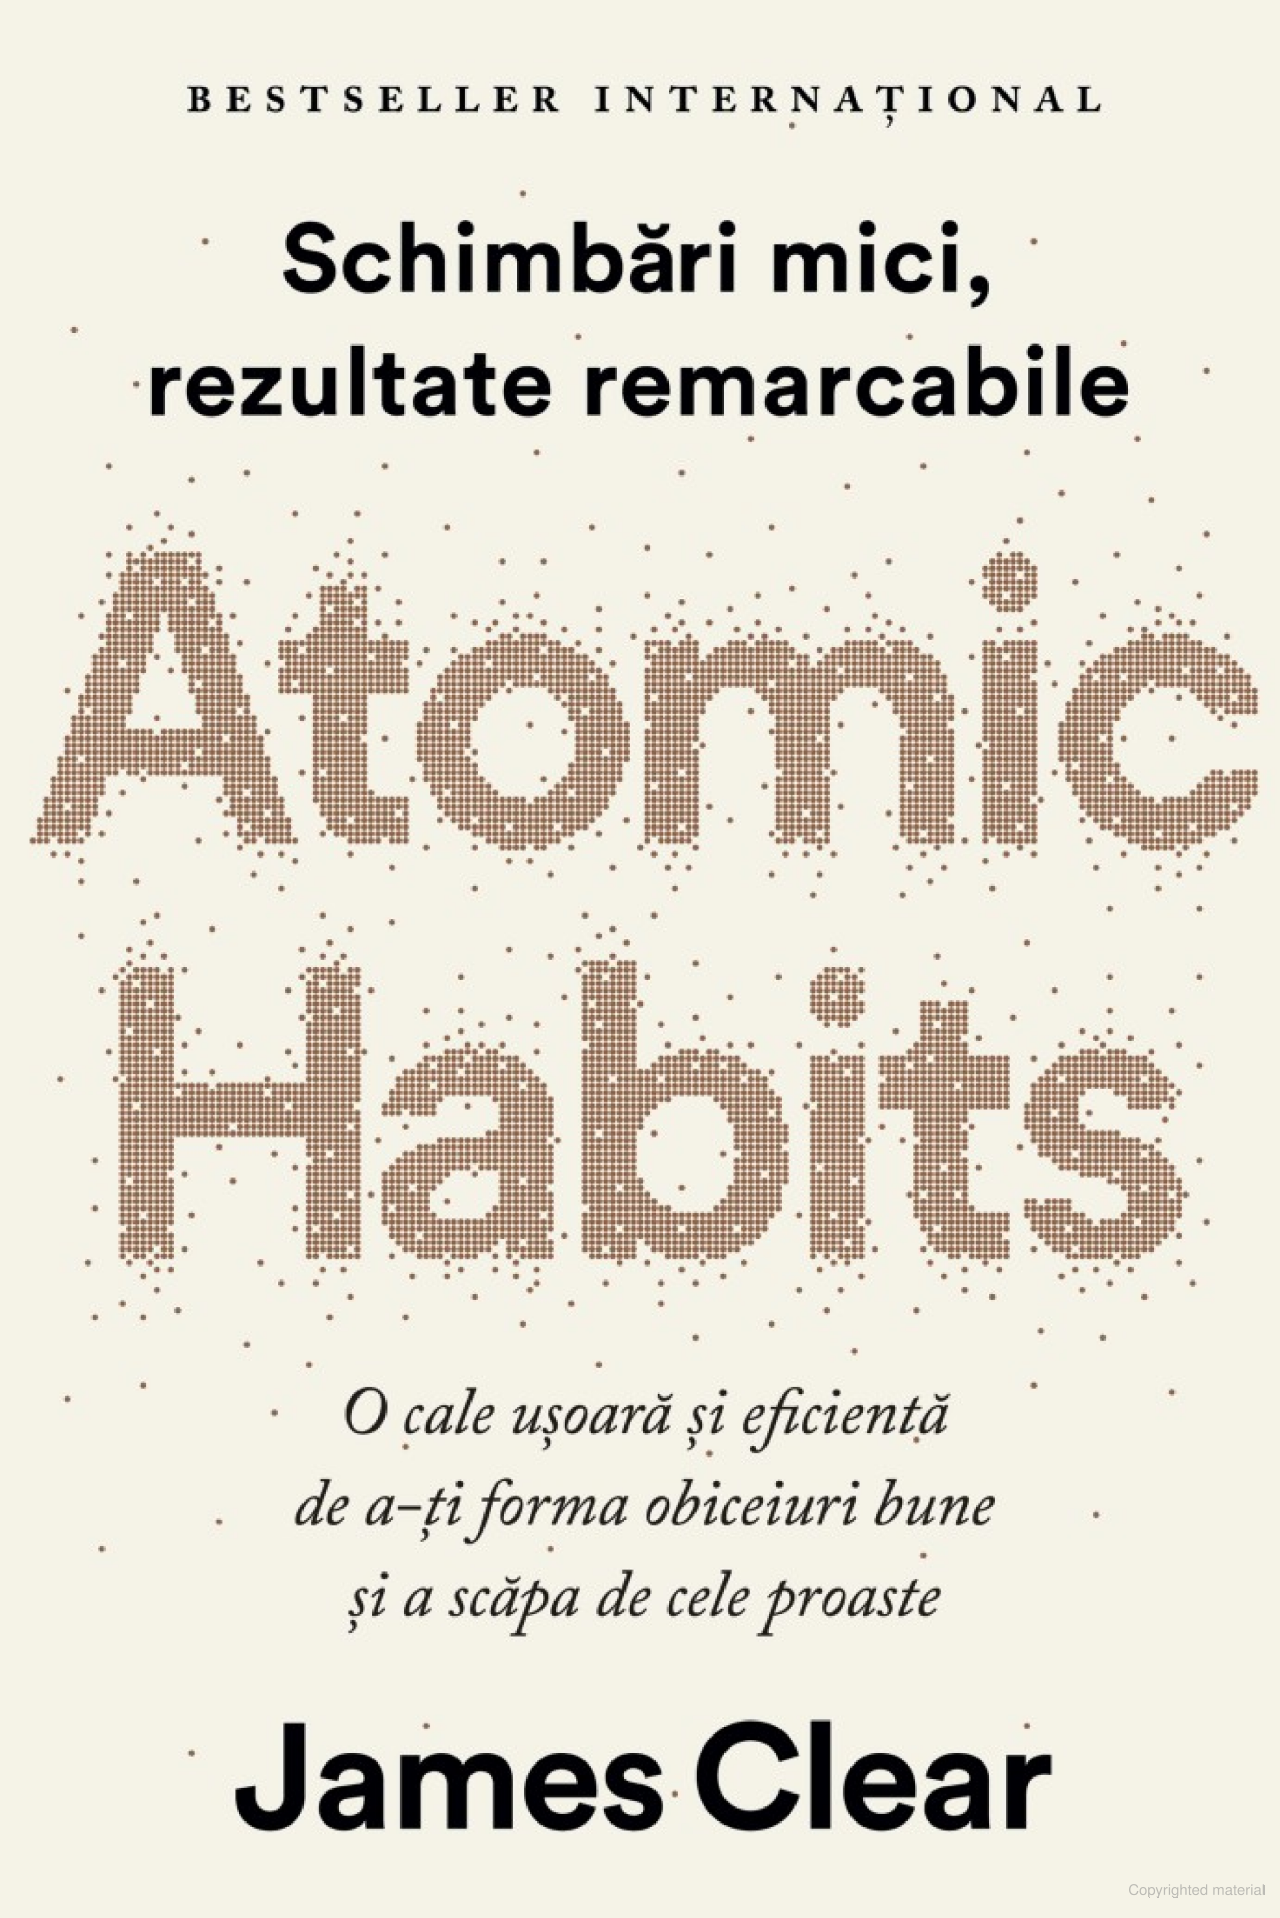 BESTSELLER INTERNAȚIONAL
Schimbări mici,
rezultate remarcabile
Atomic
Habits
O cale ușoară și eficientă
de a-ți forma obiceiuri bune
și a scăpa de cele proaste
James Clear
Copyrighted material